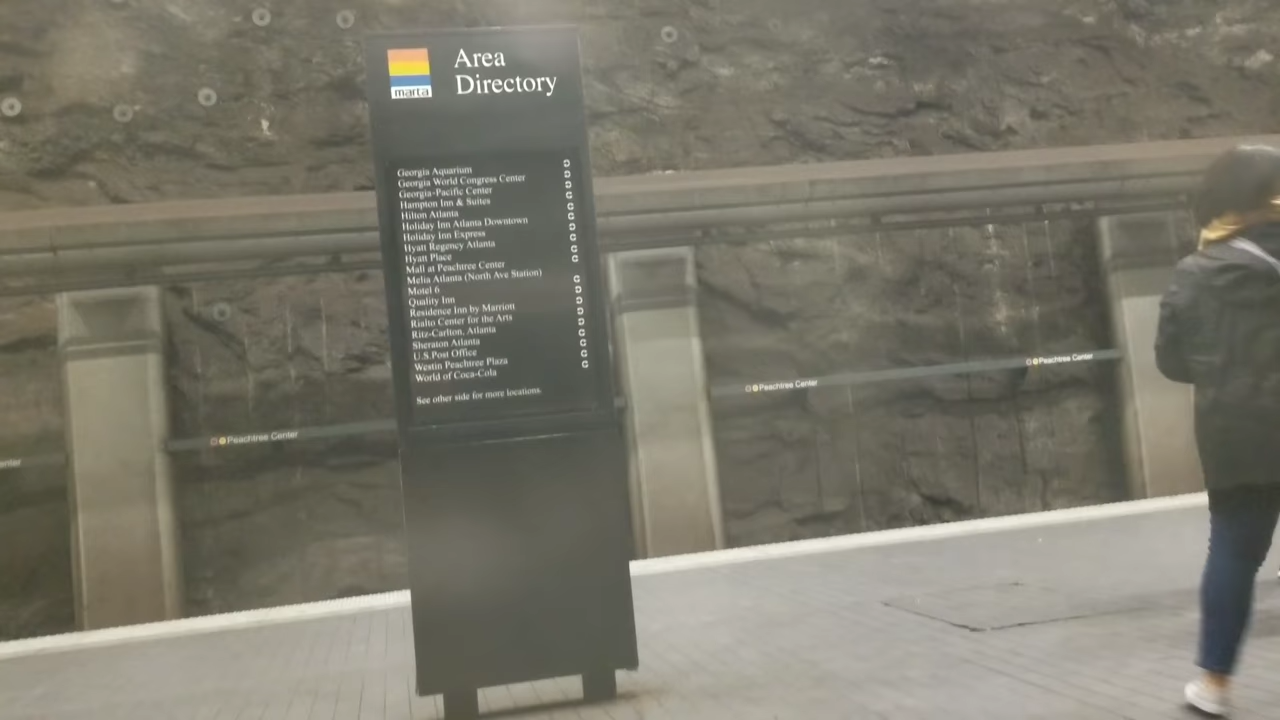 marta
Area
Directory
Georgia Aquarium
Georgia World Congress Center
Georgia-Pacific Center
Hampton Inn & Suites
Hilton Atlanta
Holiday Inn Atlanta Downtown
Holiday Inn Express
Hyatt Regency Atlanta
Hyatt Place
Mall at Peachtree Center
Melia Atlanta (North Ave Station)
Motel 6
Quality Inn
Residence Inn by Marriott
Rialto Center for the Arts
Ritz-Carlton, Atlanta
Sheraton Atlanta
U.S.Post Office
Westin Peachtree Plaza
World of Coca-Cola
See other side for more locations.
Peachtree Center
Peachtree Center
Peachtree Center